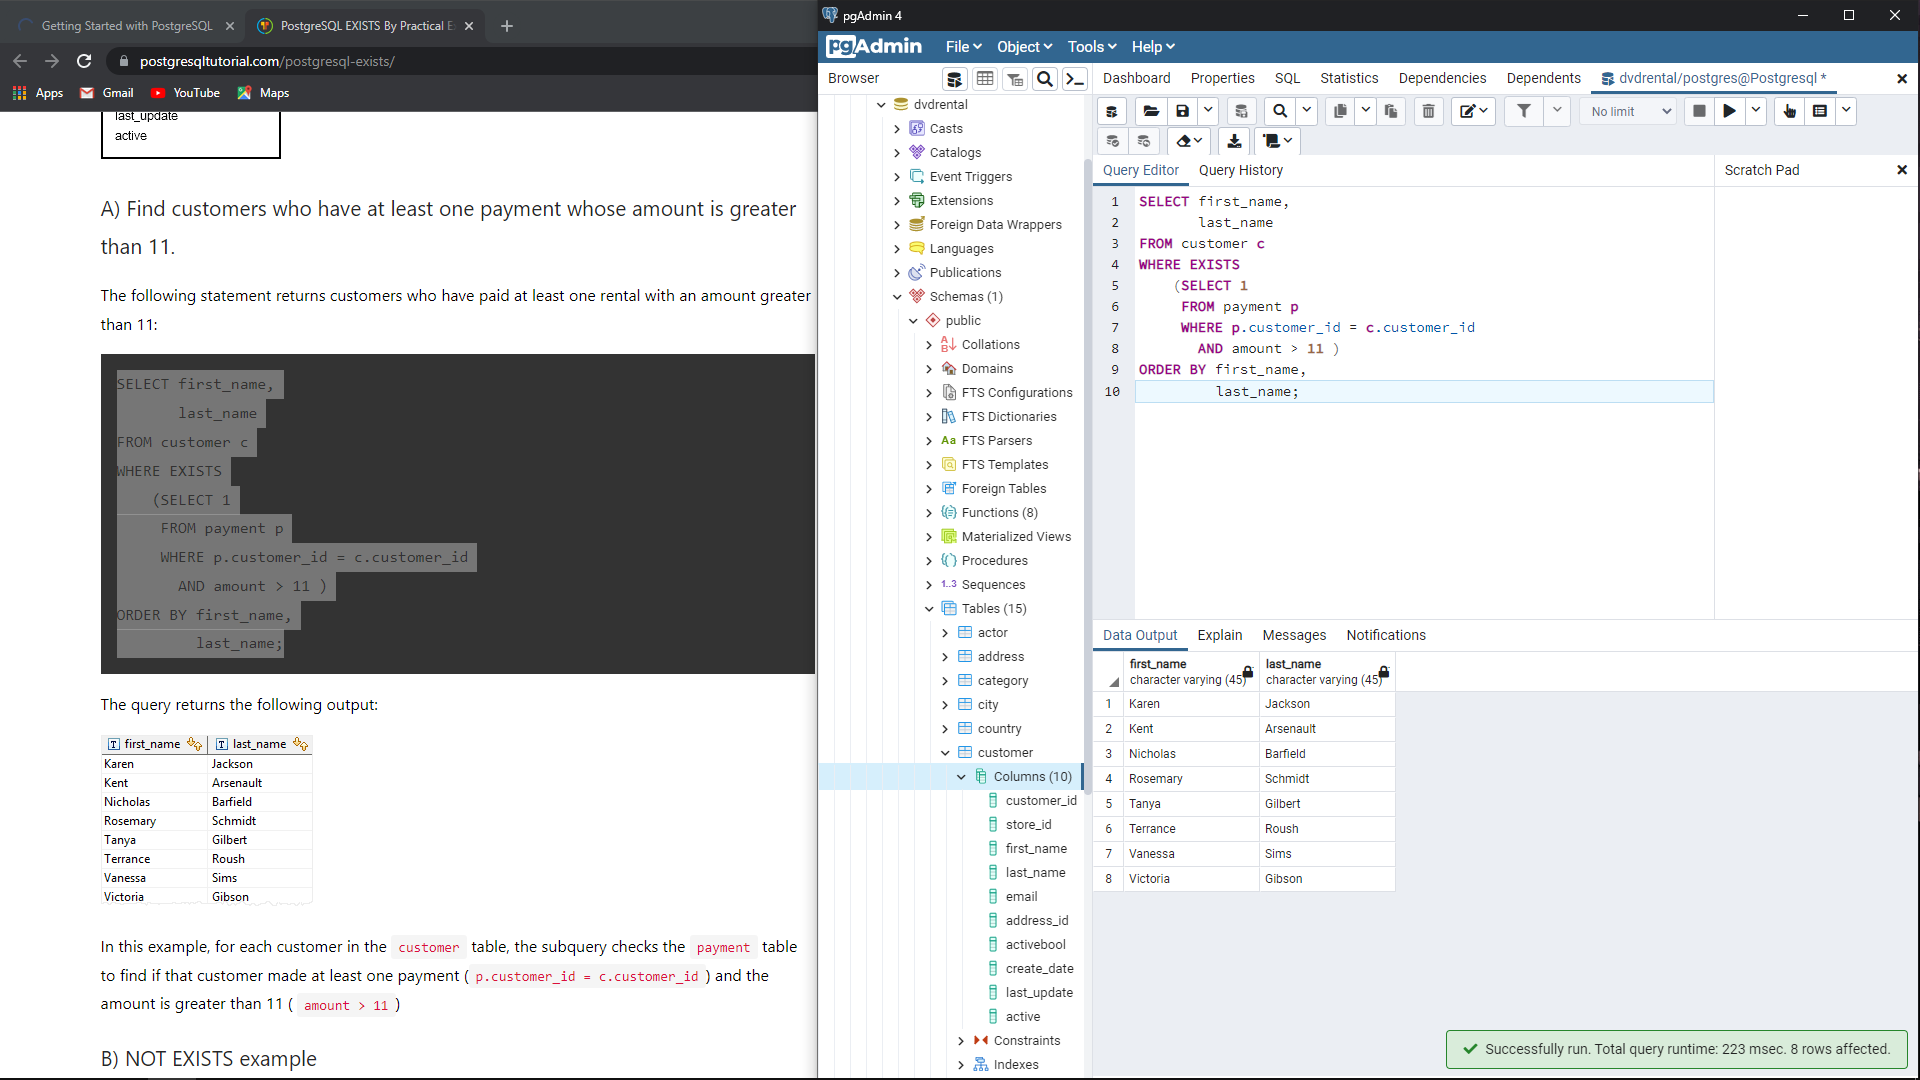 Getting Started with PostgreSQL
PostgreSQL EXISTS By Practical E
postgresqltutorial.com/postgresql-exists/
Apps
Gmail
YouTube
Maps
last_update
active
A) Find customers who have at least one payment whose amount is greater
than 11.
The following statement returns customers who have paid at least one rental with an amount greater
than 11:
SELECT first_name,
last_name
FROM customer c
WHERE EXISTS
(SELECT 1
FROM payment p
WHERE p.customer_id = c.customer_id
AND amount > 11 )
ORDER BY first_name,
last_name;
The query returns the following output:
first_name last_name
Karen Jackson
Kent Arsenault
Nicholas Barfield
Rosemary Schmidt
Tanya Gilbert
Terrance Roush
Vanessa Sims
Victoria Gibson
In this example, for each customer in the customer table, the subquery checks the payment table
to find if that customer made at least one payment ( p.customer_id = c.customer_id ) and the
amount is greater than 11 ( amount > 11 )
B) NOT EXISTS example
pgAdmin 4
pgAdmin
File
Object
Tools
Help
Browser
dvdrental
Casts
Catalogs
Event Triggers
Extensions
Foreign Data Wrappers
Languages
Publications
Schemas (1)
public
Collations
Domains
FTS Configurations
FTS Dictionaries
Aa FTS Parsers
FTS Templates
Foreign Tables
Functions (8)
Materialized Views
Procedures
1..3 Sequences
Tables (15)
actor
address
category
city
country
customer
Columns (10)
customer_id
store_id
first_name
last_name
email
address_id
activebool
create_date
last_update
active
Constraints
Indexes
Dashboard
Properties
SQL
Statistics
Dependencies
Dependents
dvdrental/postgres@Postgresql *
No limit
Query Editor
Query History
Scratch Pad
1 SELECT first_name,
2 last_name
3 FROM customer c
4 WHERE EXISTS
5 (SELECT 1
6 FROM payment p
7 WHERE p.customer_id = c.customer_id
8 AND amount > 11 )
9 ORDER BY first_name,
10 last_name;
Data Output
Explain
Messages
Notifications
first_name last_name
character varying (45) character varying (45)
1 Karen Jackson
2 Kent Arsenault
3 Nicholas Barfield
4 Rosemary Schmidt
5 Tanya Gilbert
6 Terrance Roush
7 Vanessa Sims
8 Victoria Gibson
Successfully run. Total query runtime: 223 msec. 8 rows affected.